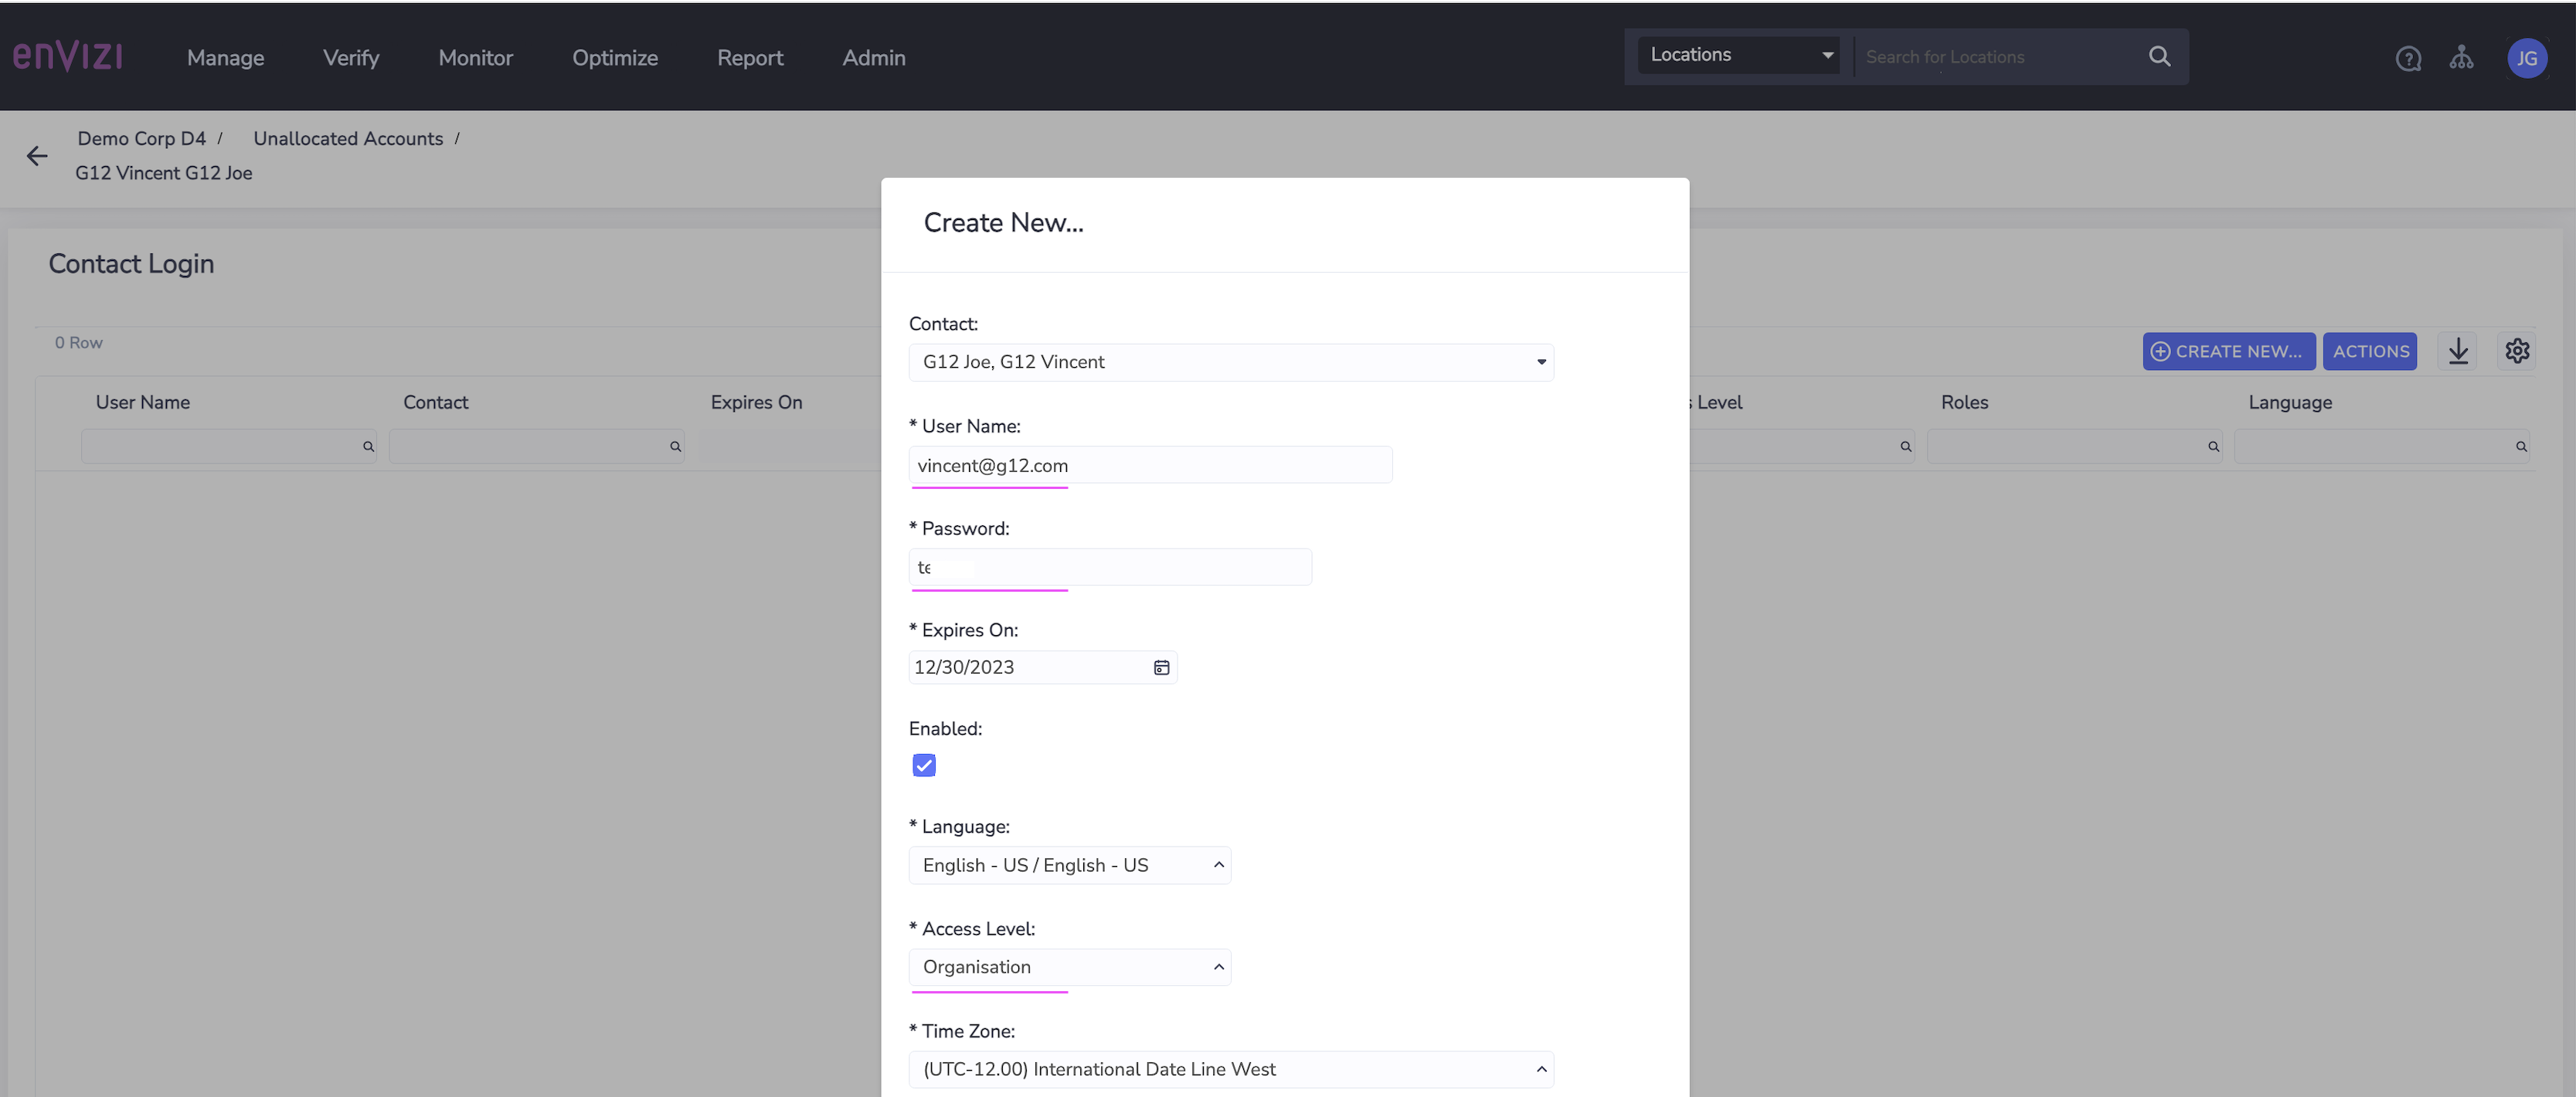 enVIZI Manage Verify Monitor Optimize Report Admin Locations Search for Locations JG
Demo Corp D4 / Unallocated Accounts /
G12 Vincent G12 Joe
Create New...
Contact Login
Contact:
0 Row
CREATE NEW... ACTIONS
G12 Joe, G12 Vincent
User Name Contact Expires On s Level Roles Language
* User Name:
vincent@g12.com
* Password:
te
* Expires On:
12/30/2023
Enabled:
* Language:
English - US / English - US
* Access Level:
Organisation
* Time Zone:
(UTC-12.00) International Date Line West